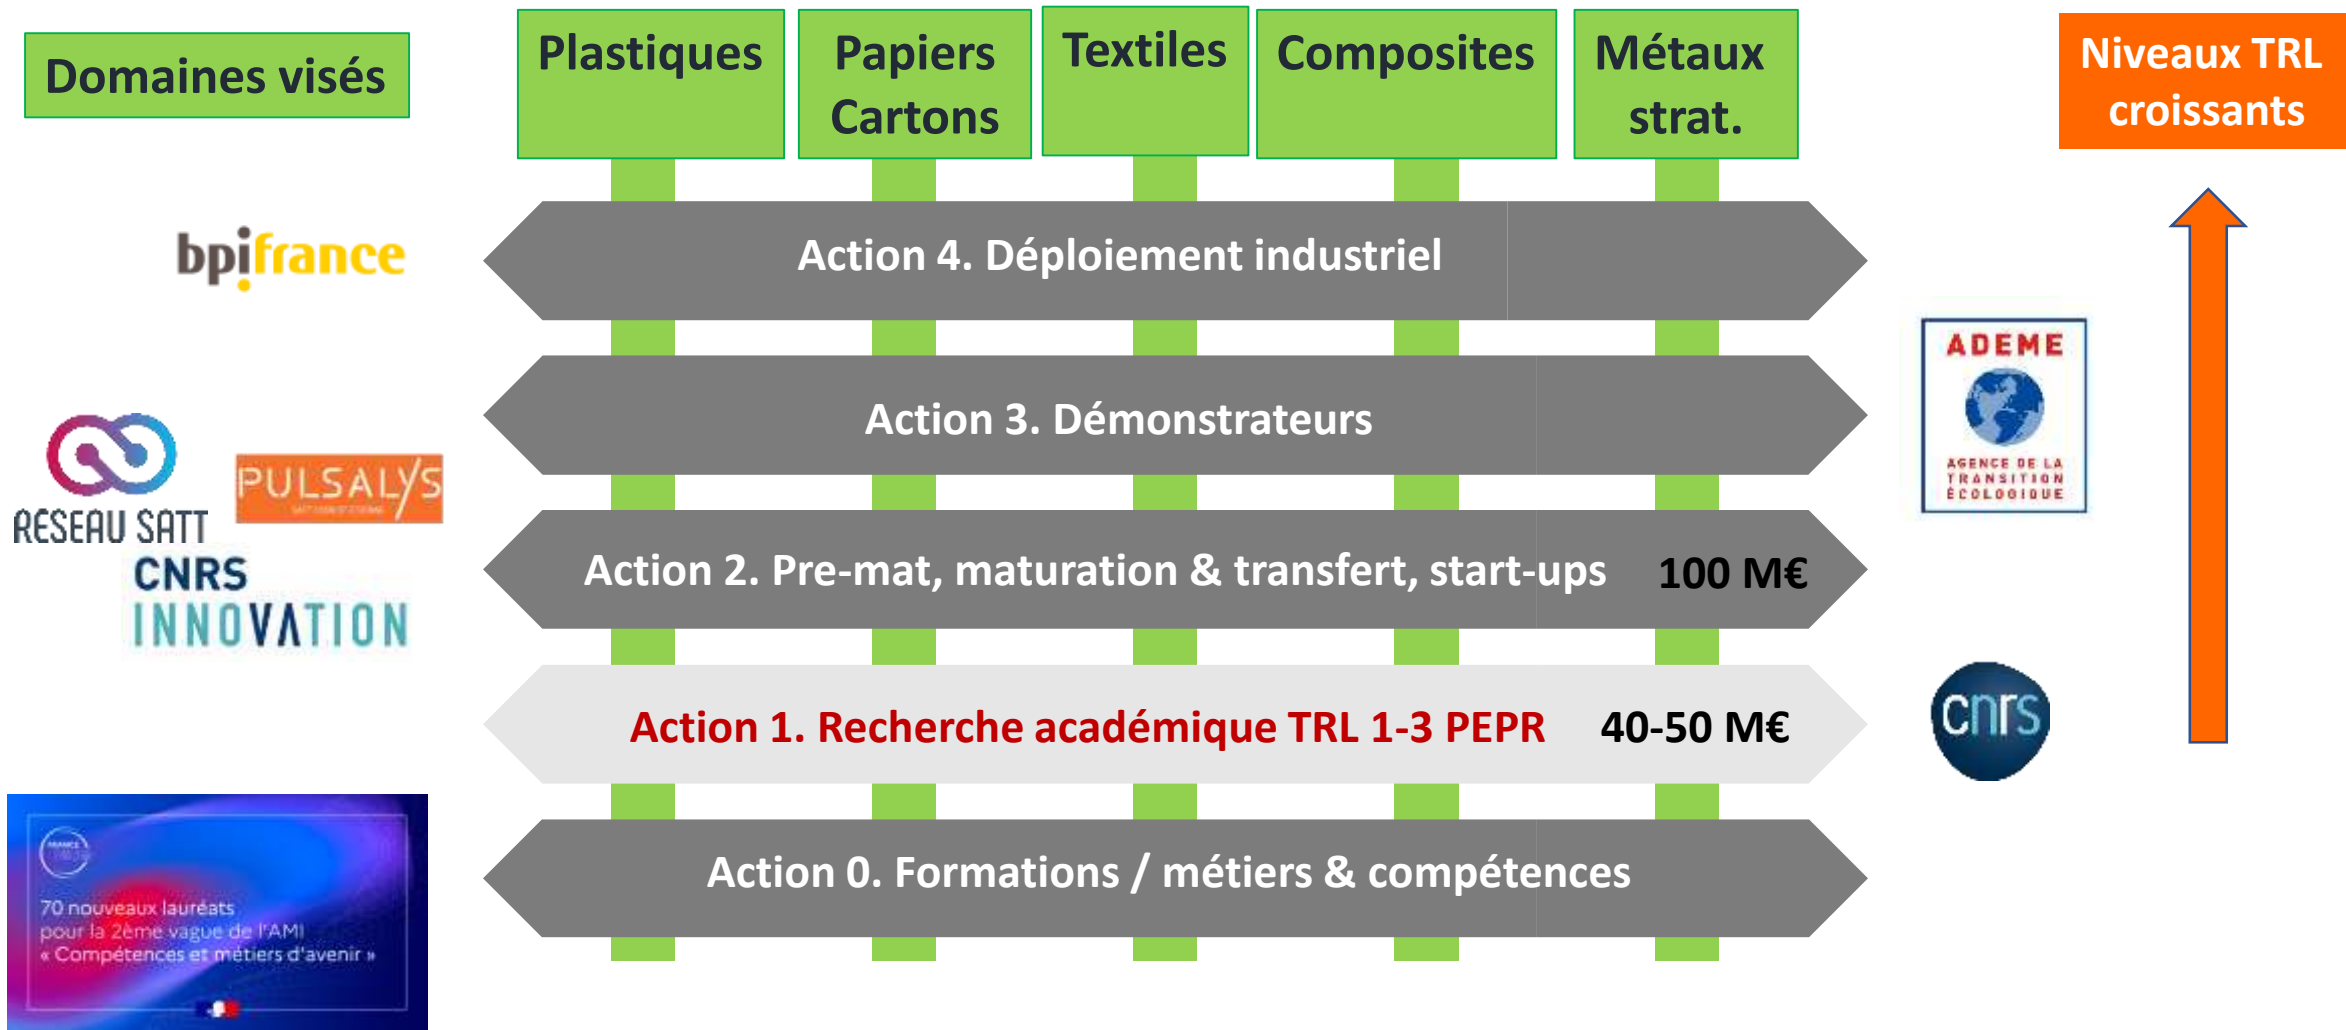 Domaines visés
Plastiques
Papiers
Cartons
Textiles
Composites
Métaux
strat.
Niveaux TRL
croissants
bpifrance
Action 4. Déploiement industriel
ADEME
AGENCE DE LA
TRANSITION
ÉCOLOGIQUE
Action 3. Démonstrateurs
RÉSEAU SATT
PULSALYS
CNRS
INNOVATION
Action 2. Pre-mat, maturation & transfert, start-ups 100 M€
Action 1. Recherche académique TRL 1-3 PEPR 40-50 M€
cnrs
Action 0. Formations / métiers & compétences
FRANCE
70 nouveaux lauréats
pour la 2ème vague de l'AMI
« Compétences et métiers d'avenir »